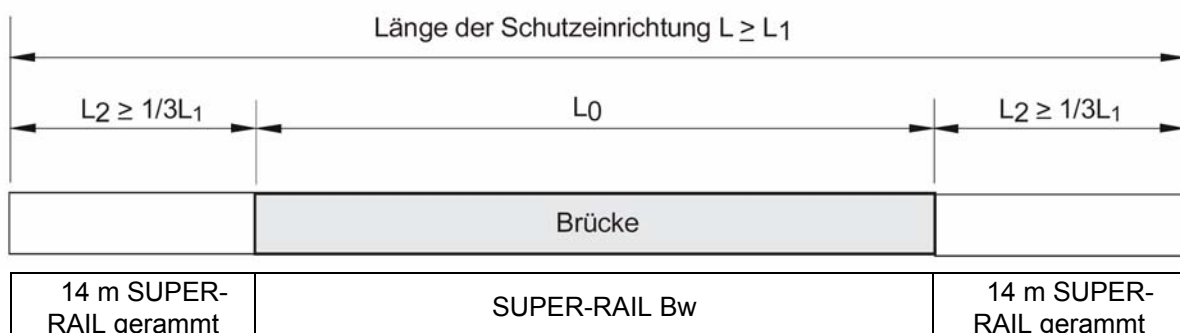 Länge der Schutzeinrichtung L ≥ L1
L2 ≥ 1/3L1
L0
L2 ≥ 1/3L1
Brücke
14 m SUPER-
RAIL gerammt
SUPER-RAIL Bw
14 m SUPER-
RAIL gerammt